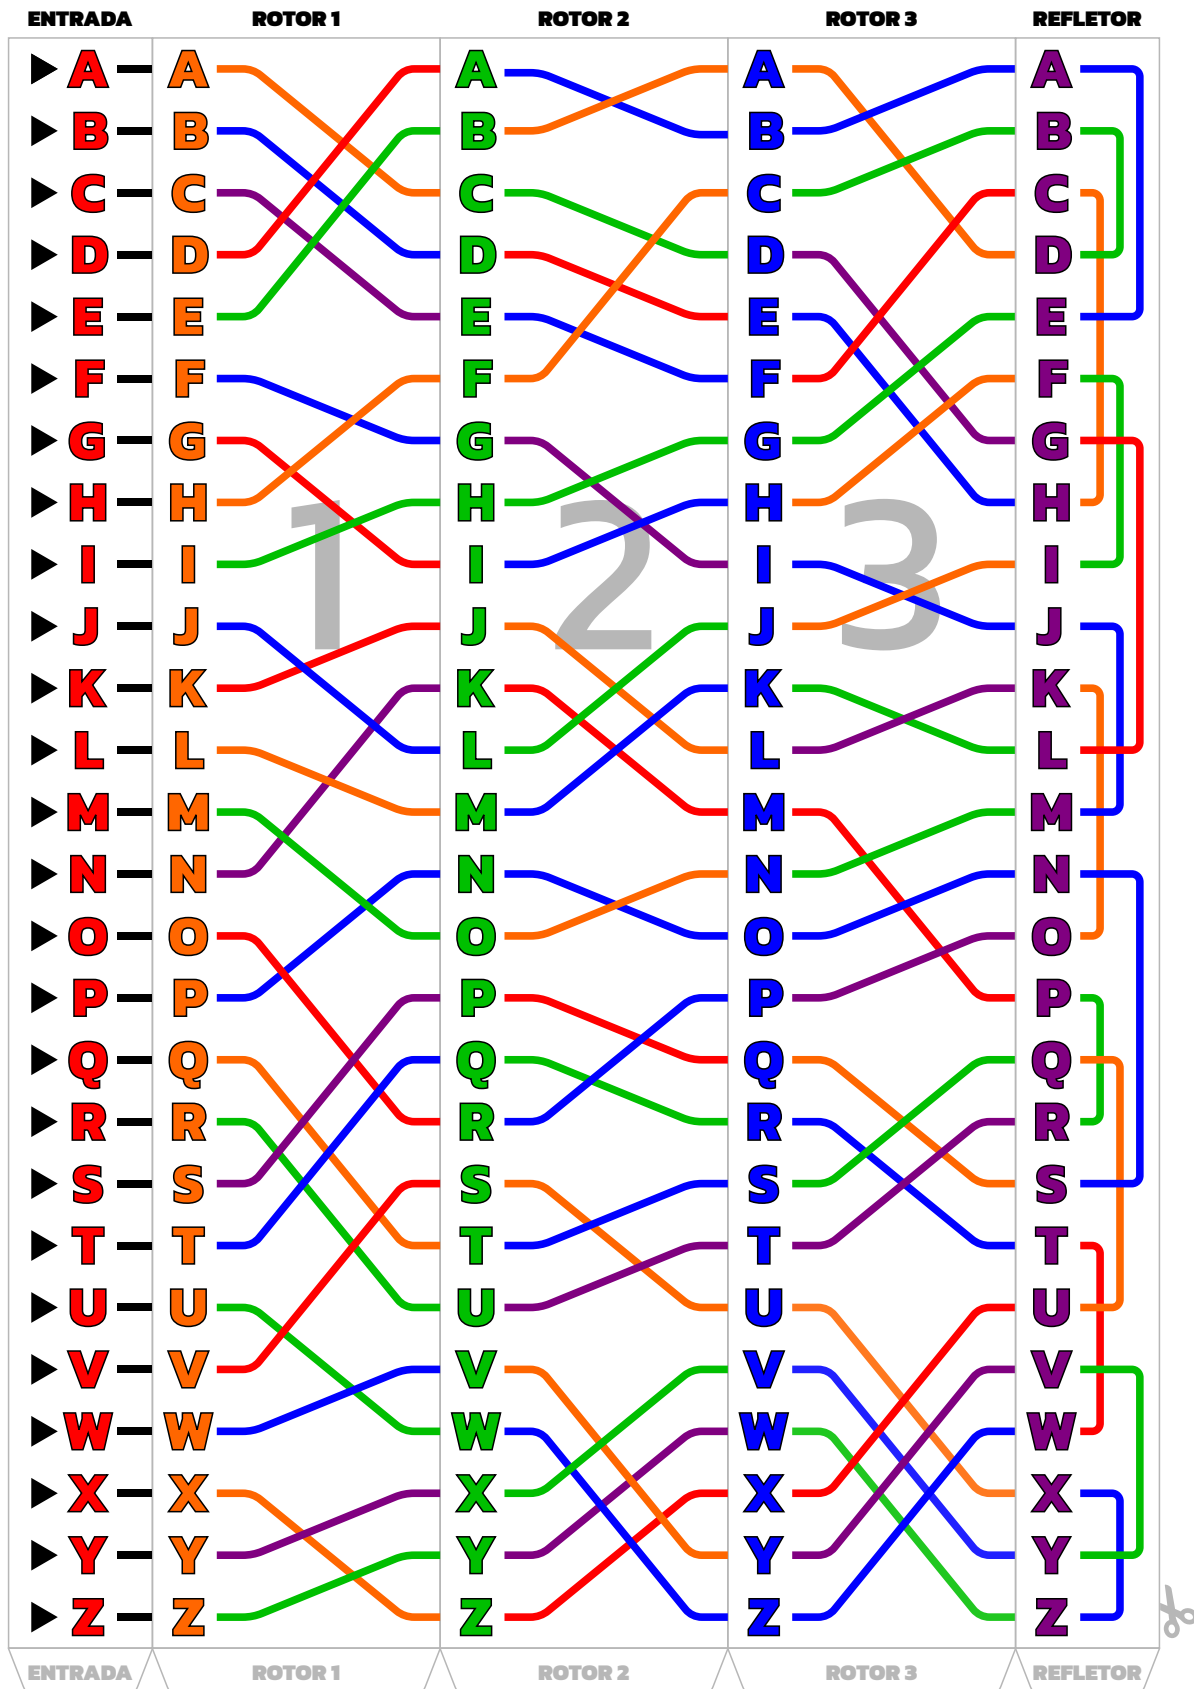 ENTRADA ROTOR 1 ROTOR 2 ROTOR 3 REFLETOR
A A A A A
B B B B B
C C C C C
D D D D D
E E E E E
F F F F F
G G G G G
H H H H H
1 2 3
I I I I I
J J J J J
K K K K K
L L L L L
M M M M M
N N N N N
O O O O O
P P P P P
Q Q Q Q Q
R R R R R
S S S S S
T T T T T
U U U U U
V V V V V
W W W W W
X X X X X
Y Y Y Y Y
Z Z Z Z Z
ENTRADA ROTOR 1 ROTOR 2 ROTOR 3 REFLETOR